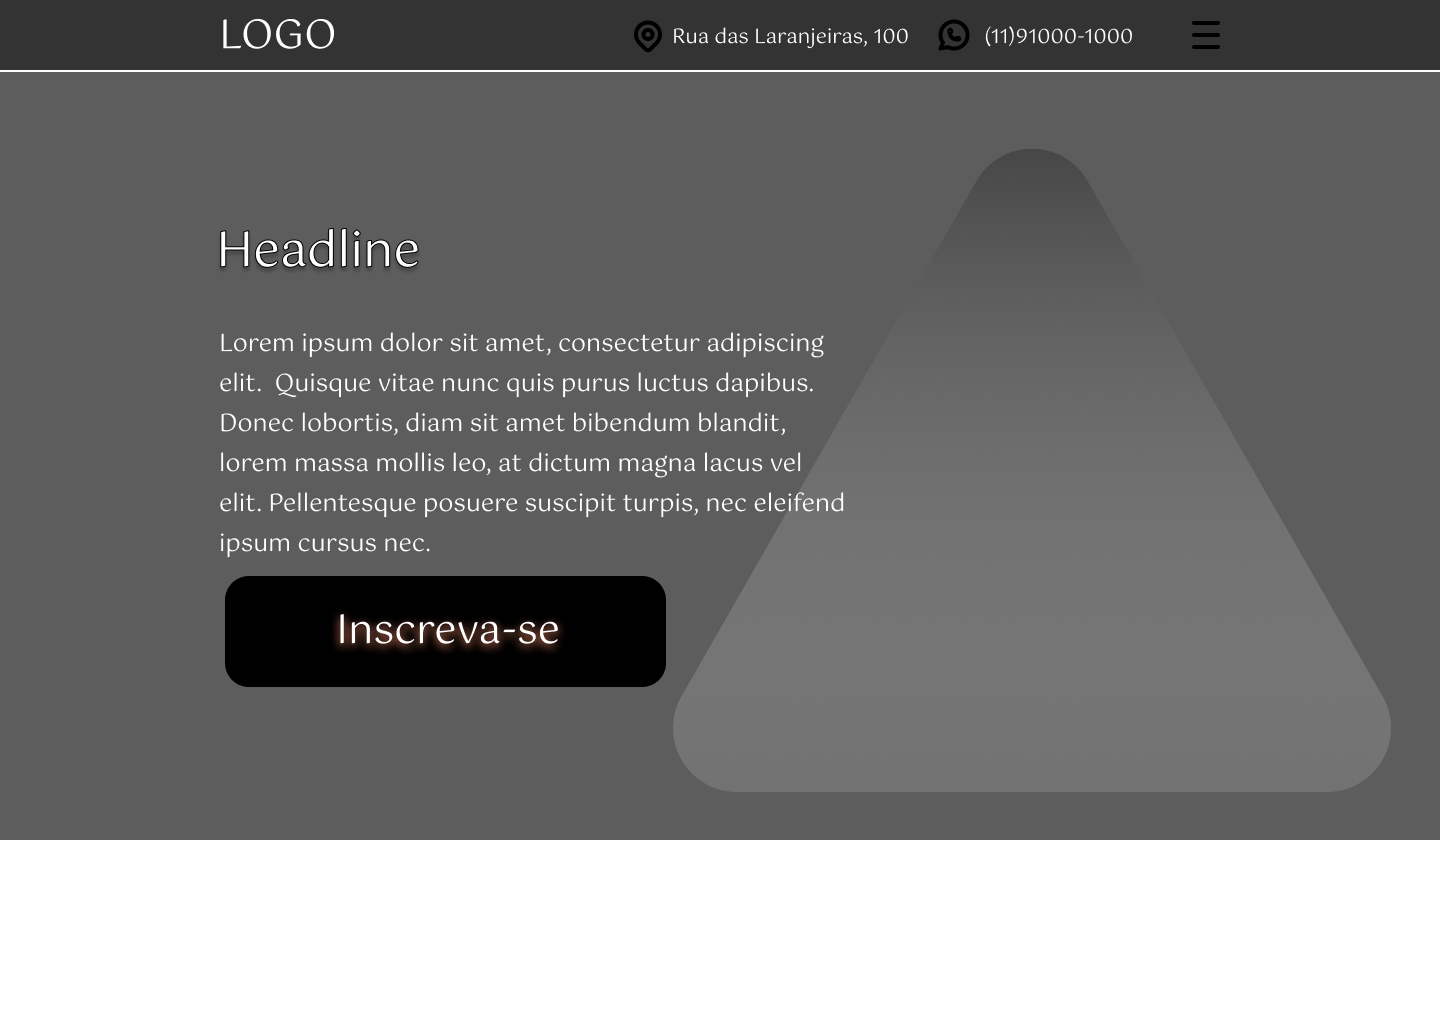 LOGO
Rua das Laranjeiras, 100
(11)91000-1000
Headline
Lorem ipsum dolor sit amet, consectetur adipiscing
elit.  Quisque vitae nunc quis purus luctus dapibus.
Donec lobortis, diam sit amet bibendum blandit,
lorem massa mollis leo, at dictum magna lacus vel
elit. Pellentesque posuere suscipit turpis, nec eleifend
ipsum cursus nec.
Inscreva-se